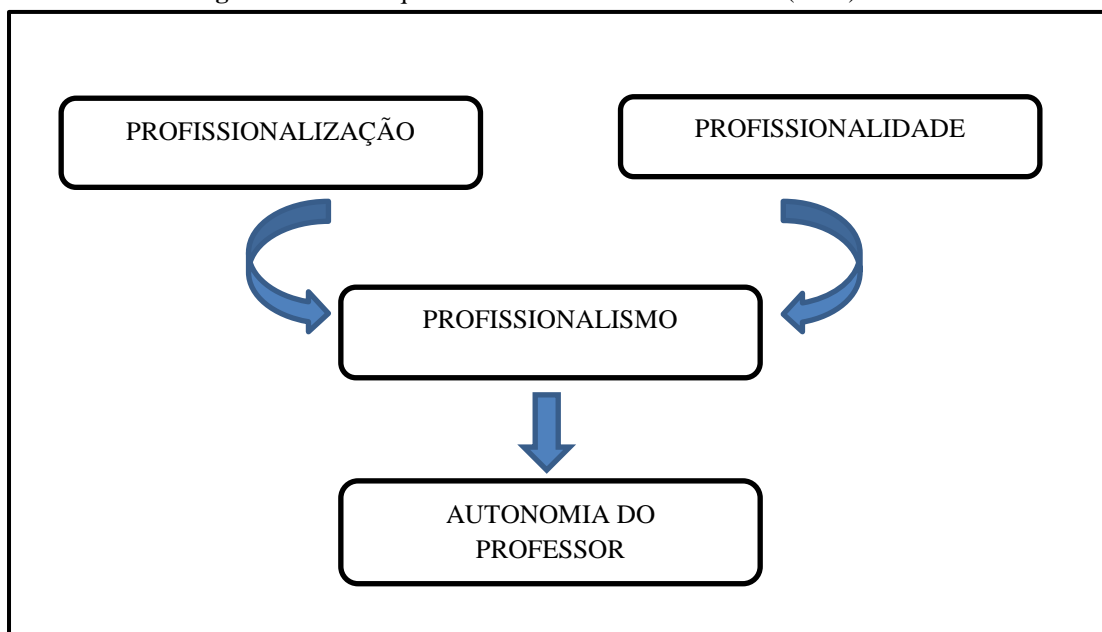 PROFISSIONALIZAÇÃO
PROFISSIONALIDADE
PROFISSIONALISMO
AUTONOMIA DO
PROFESSOR